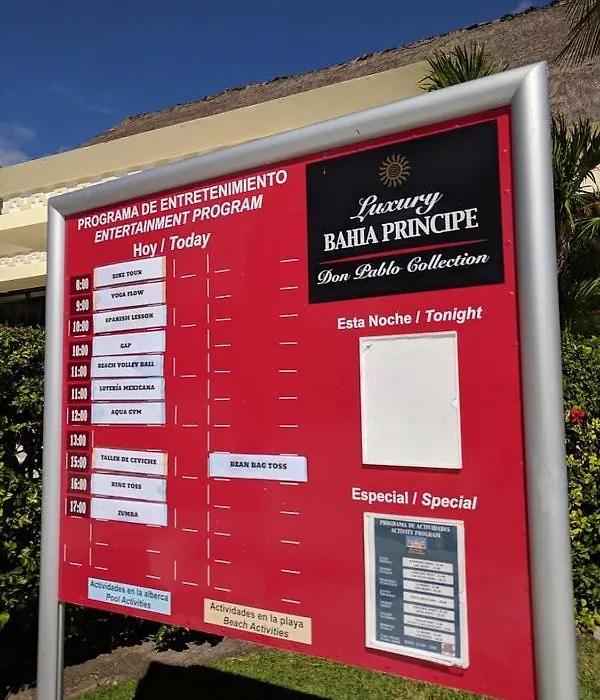 PROGRAMA DE ENTRETENIMIENTO
ENTERTAINMENT PROGRAM
Hoy / Today
8:00 BIKE TOUR
9:00 YOGA FLOW
10:00 SPANISH LESSON
10:00 GAP
11:00 BEACH VOLLEY BALL
11:00 LOTERÍA MEXICANA
12:00 AQUA GYM
13:00
15:00 TALLER DE CEVICHE BEAN BAG TOSS
16:00 RING TOSS
17:00 ZUMBA
Actividades en la alberca
Pool Activities
Actividades en la playa
Beach Activities
Luxury
BAHIA PRINCIPE
Don Pablo Collection
Esta Noche / Tonight
Especial / Special
PROGRAMA DE ACTIVIDADES
ACTIVITY PROGRAM